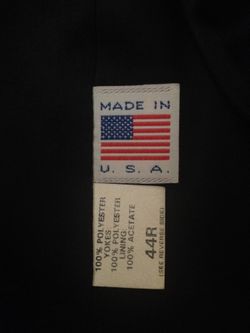 MADE IN
U. S. A.
100% POLYESTER
YOKES
100% POLYESTER
LINING
100% ACETATE
44R
(SEE REVERSE SIDE)